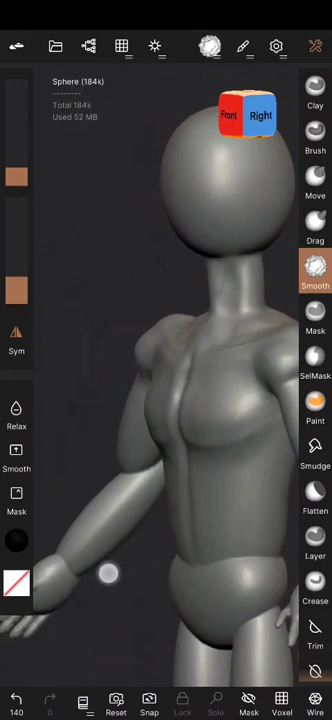 Sphere (184k)
--------
Total 184k
Used 52 MB
Front
Right
Clay
Brush
Move
Drag
Smooth
Mask
SelMask
Paint
Smudge
Flatten
Layer
Crease
Trim
Sym
Relax
Smooth
Mask
140
0
Reset
Snap
Lock
Solo
Mask
Voxel
Wire